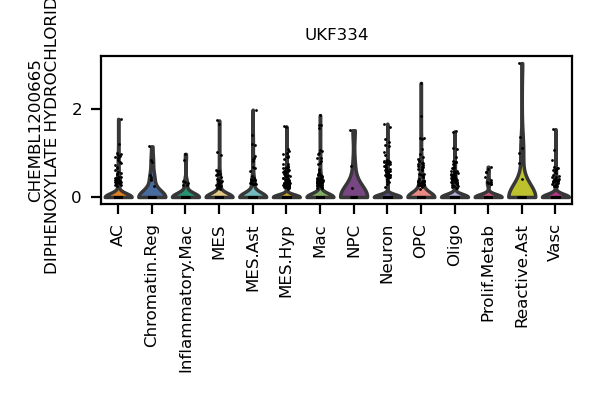 UKF334
CHEMBL1200665
DIPHENOXYLATE HYDROCHLORID
2
0
AC
Chromatin.Reg
Inflammatory.Mac
MES
MES.Ast
MES.Hyp
Mac
NPC
Neuron
OPC
Oligo
Prolif.Metab
Reactive.Ast
Vasc